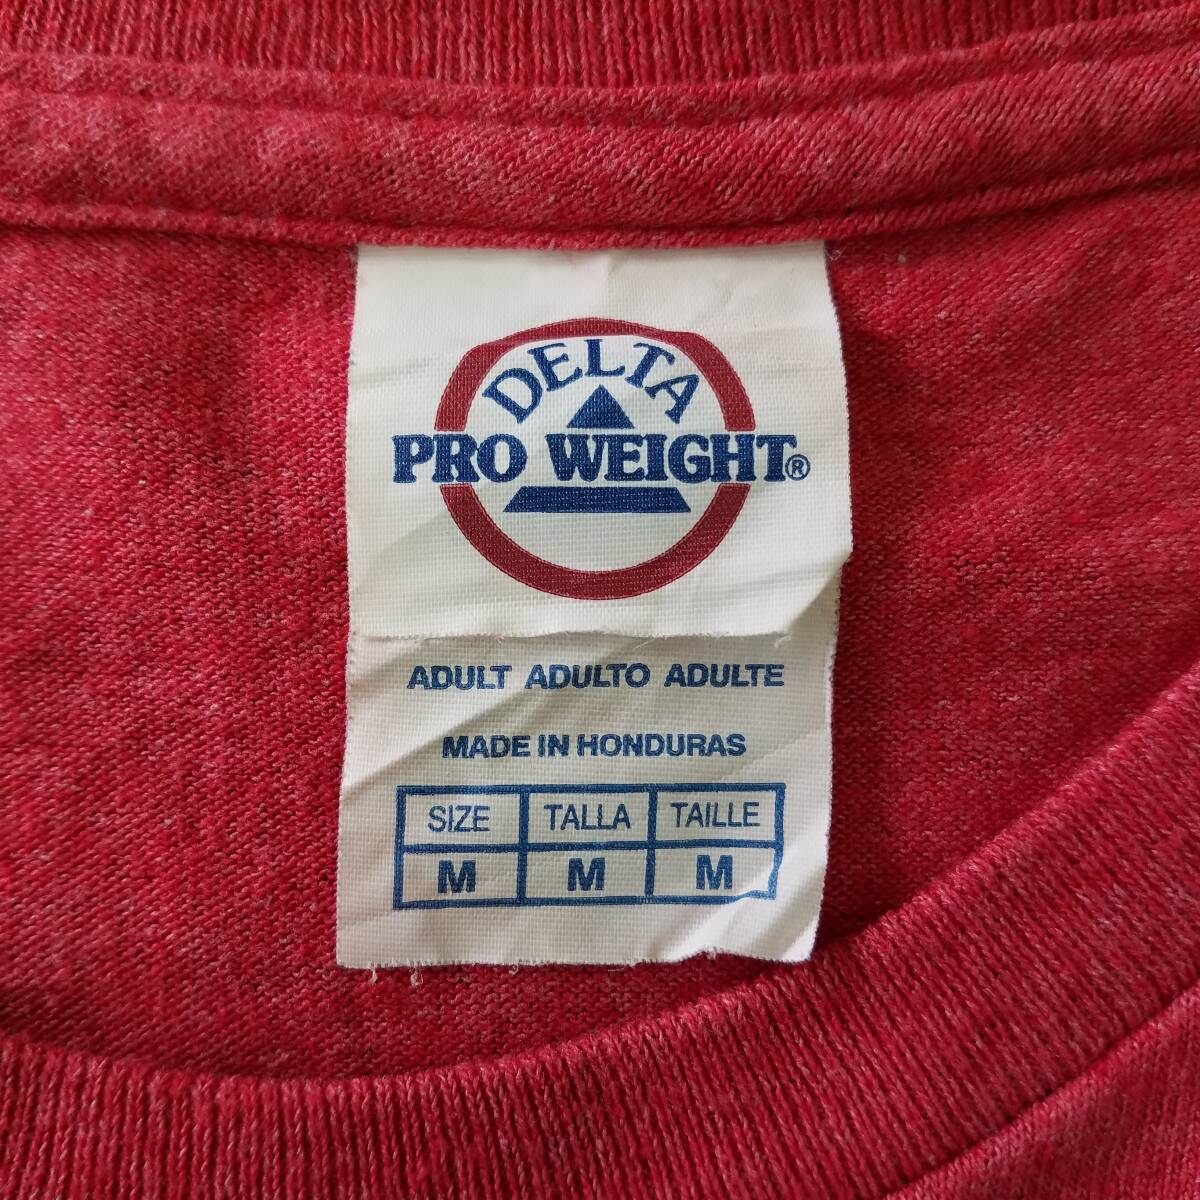 DELTA
PRO WEIGHT®
ADULT ADULTO ADULTE
MADE IN HONDURAS
SIZE TALLA TAILLE
M M M